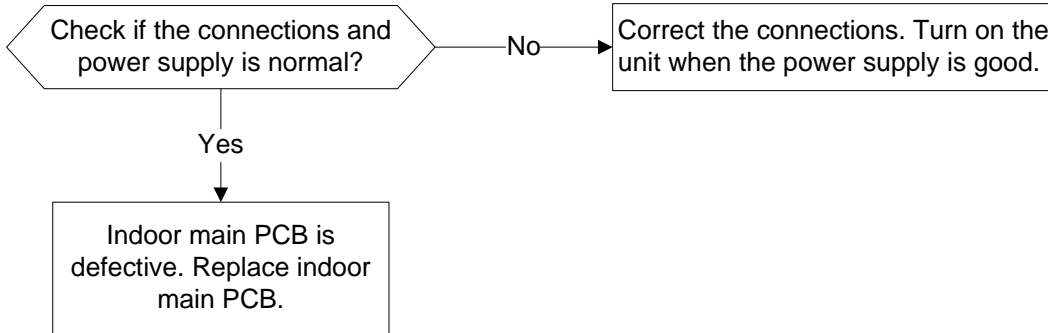 Check if the connections and
power supply is normal?
No
Correct the connections. Turn on the
unit when the power supply is good.
Yes
Indoor main PCB is
defective. Replace indoor
main PCB.